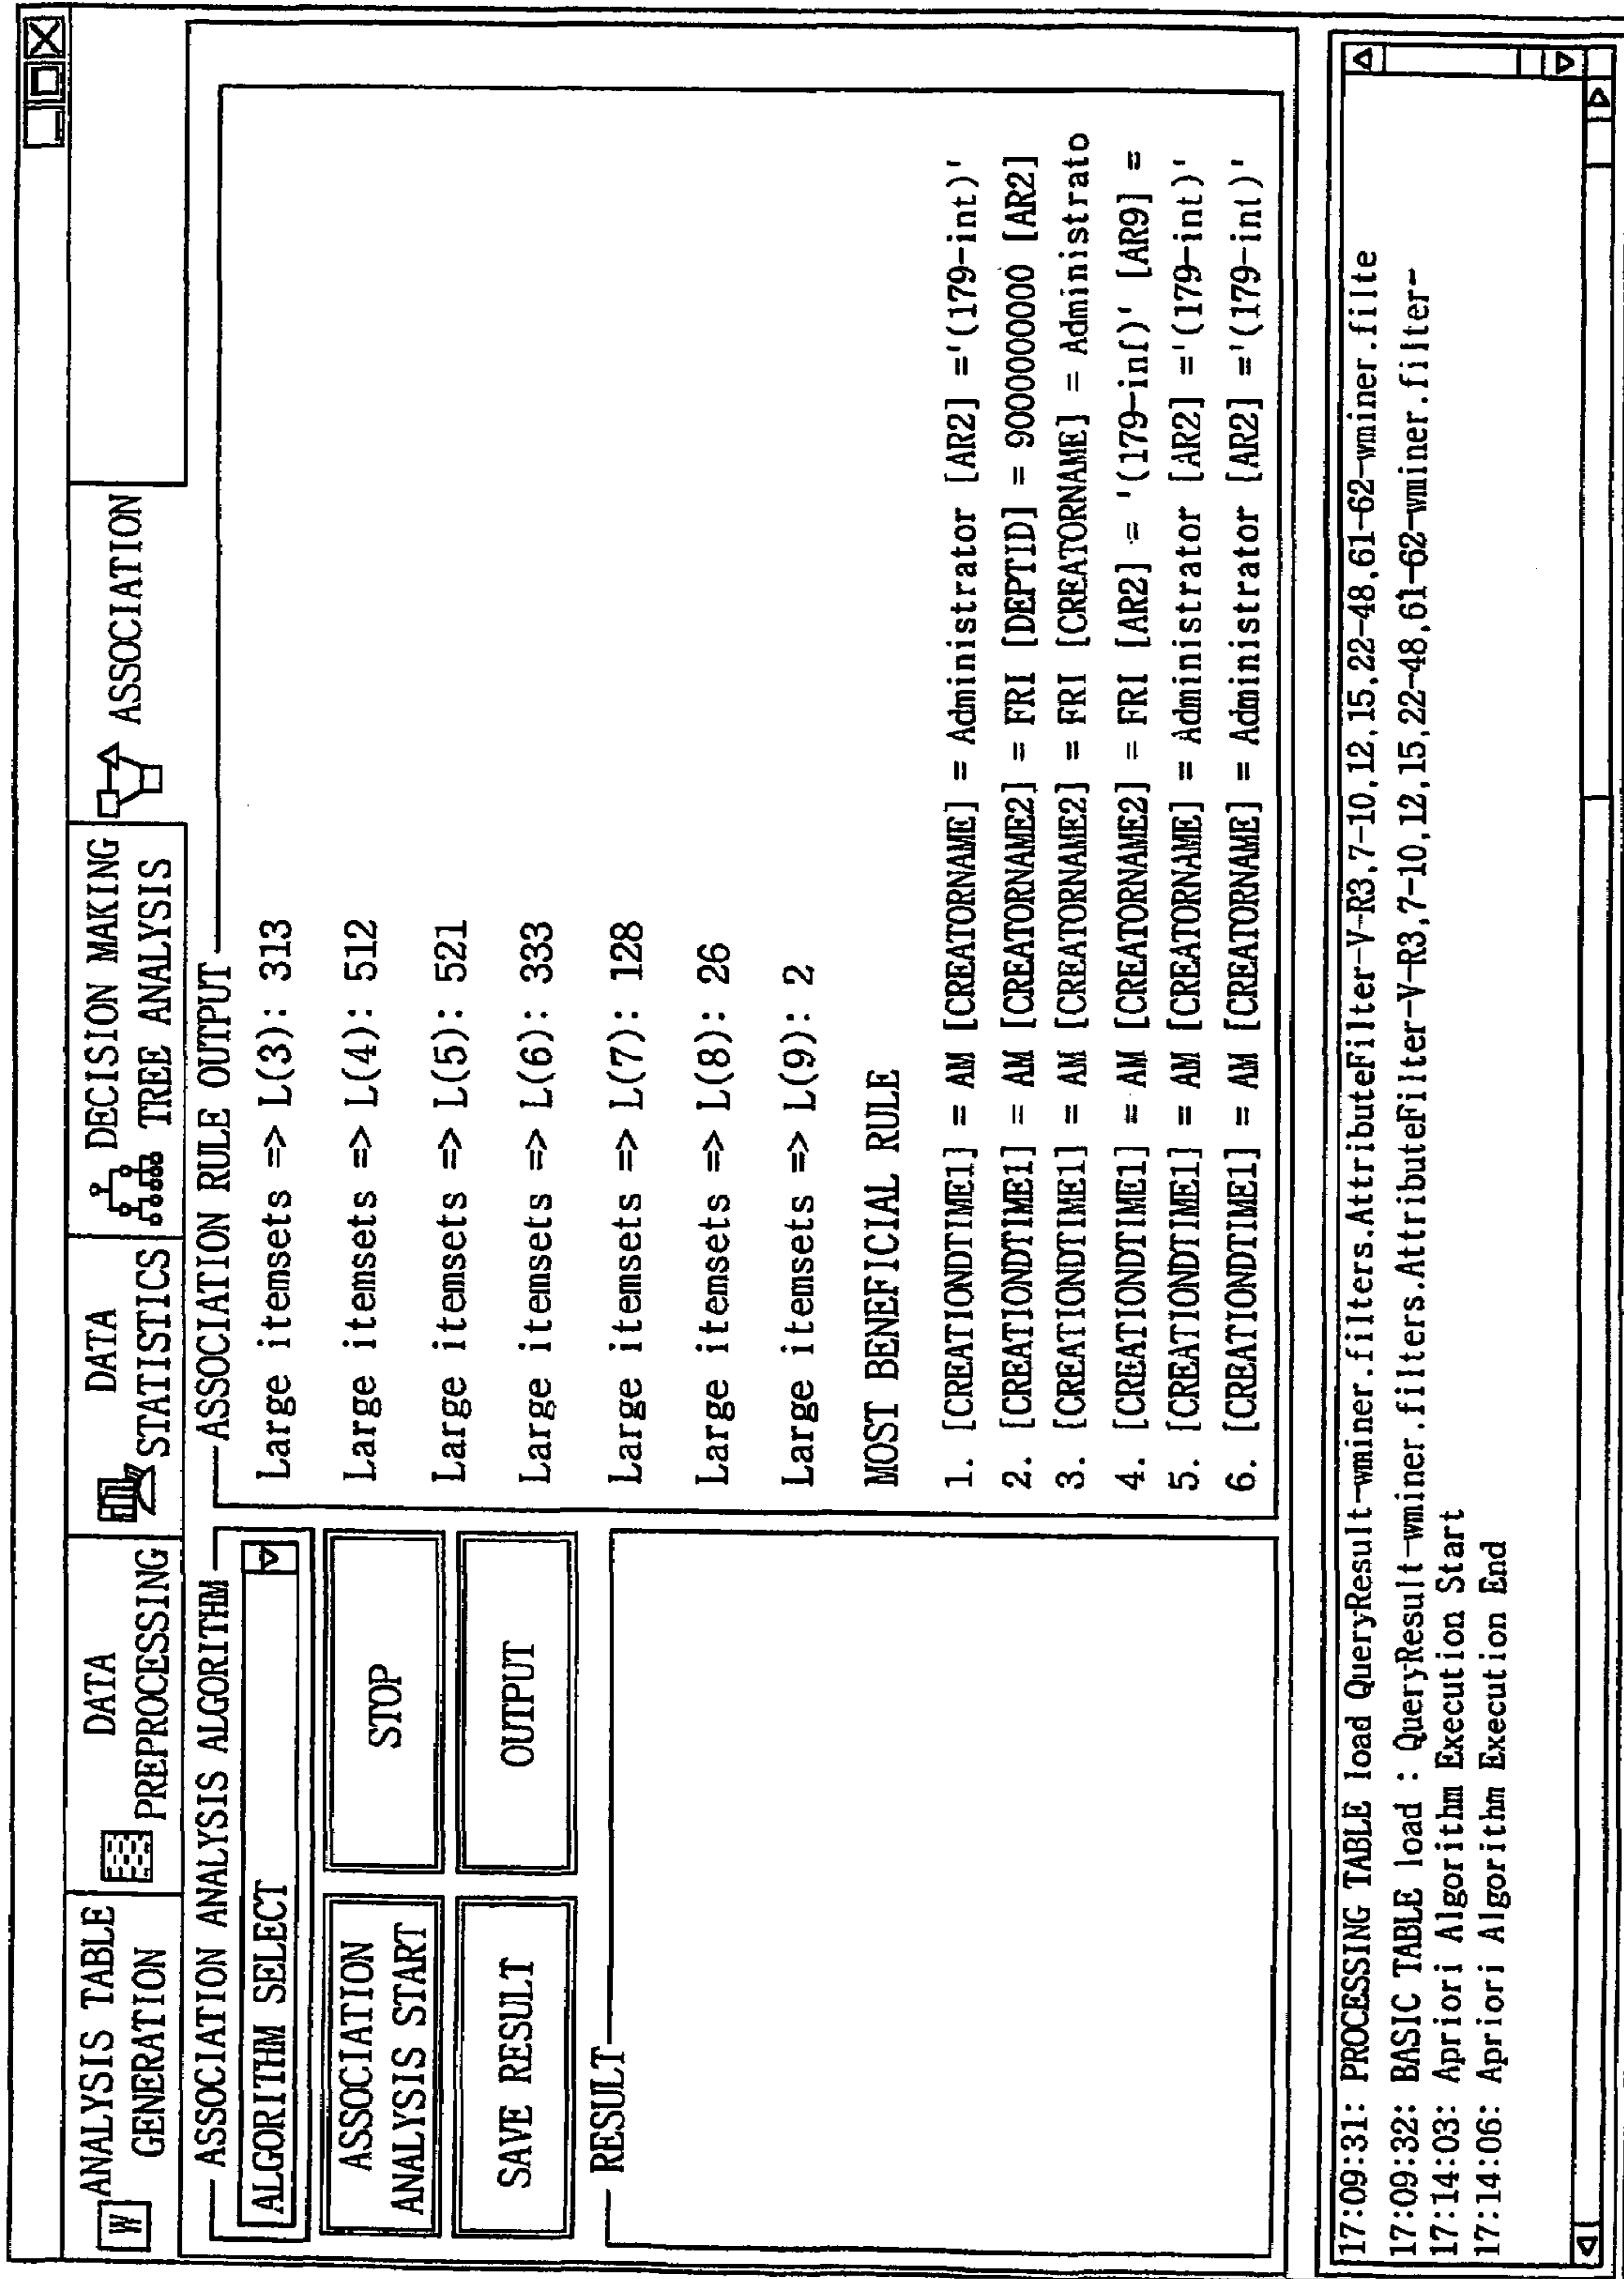 W ANALYSIS TABLE GENERATION
DATA PREPROCESSING
DATA STATISTICS
DECISION MAKING TREE ANALYSIS
ASSOCIATION
ASSOCIATION ANALYSIS ALGORITHM
ALGORITHM SELECT
ASSOCIATION ANALYSIS START
STOP
SAVE RESULT
OUTPUT
RESULT
ASSOCIATION RULE OUTPUT
Large itemsets => L(3): 313
Large itemsets => L(4): 512
Large itemsets => L(5): 521
Large itemsets => L(6): 333
Large itemsets => L(7): 128
Large itemsets => L(8): 26
Large itemsets => L(9): 2
MOST BENEFICIAL RULE
1. [CREATIONDTIME1] = AM [CREATORNAME] = Administrator [AR2] ='(179-int)'
2. [CREATIONDTIME1] = AM [CREATORNAME2] = FRI [DEPTID] = 900000000 [AR2]
3. [CREATIONDTIME1] = AM [CREATORNAME2] = FRI [CREATORNAME] = Administrato
4. [CREATIONDTIME1] = AM [CREATORNAME2] = FRI [AR2] = '(179-inf)' [AR9] =
5. [CREATIONDTIME1] = AM [CREATORNAME] = Administrator [AR2] ='(179-int)'
6. [CREATIONDTIME1] = AM [CREATORNAME] = Administrator [AR2] ='(179-int)'
17:09:31: PROCESSING TABLE load QueryResult-wminer.filters.AttributeFilter-V-R3,7-10,12,15,22-48,61-62-wminer.filte
17:09:32: BASIC TABLE load : QueryResult-wminer.filters.AttributeFilter-V-R3,7-10,12,15,22-48,61-62-wminer.filter-
17:14:03: Apriori Algorithm Execution Start
17:14:06: Apriori Algorithm Execution End